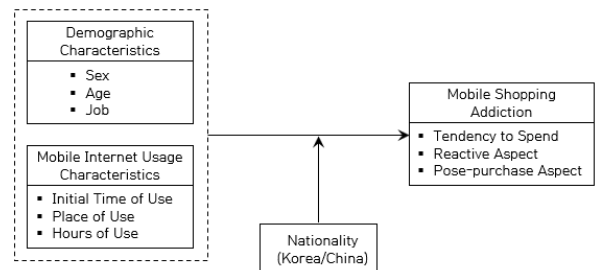 Demographic
Characteristics
▪ Sex
▪ Age
▪ Job
Mobile Internet Usage
Characteristics
▪ Initial Time of Use
▪ Place of Use
▪ Hours of Use
Mobile Shopping
Addiction
▪ Tendency to Spend
▪ Reactive Aspect
▪ Pose-purchase Aspect
Nationality
(Korea/China)